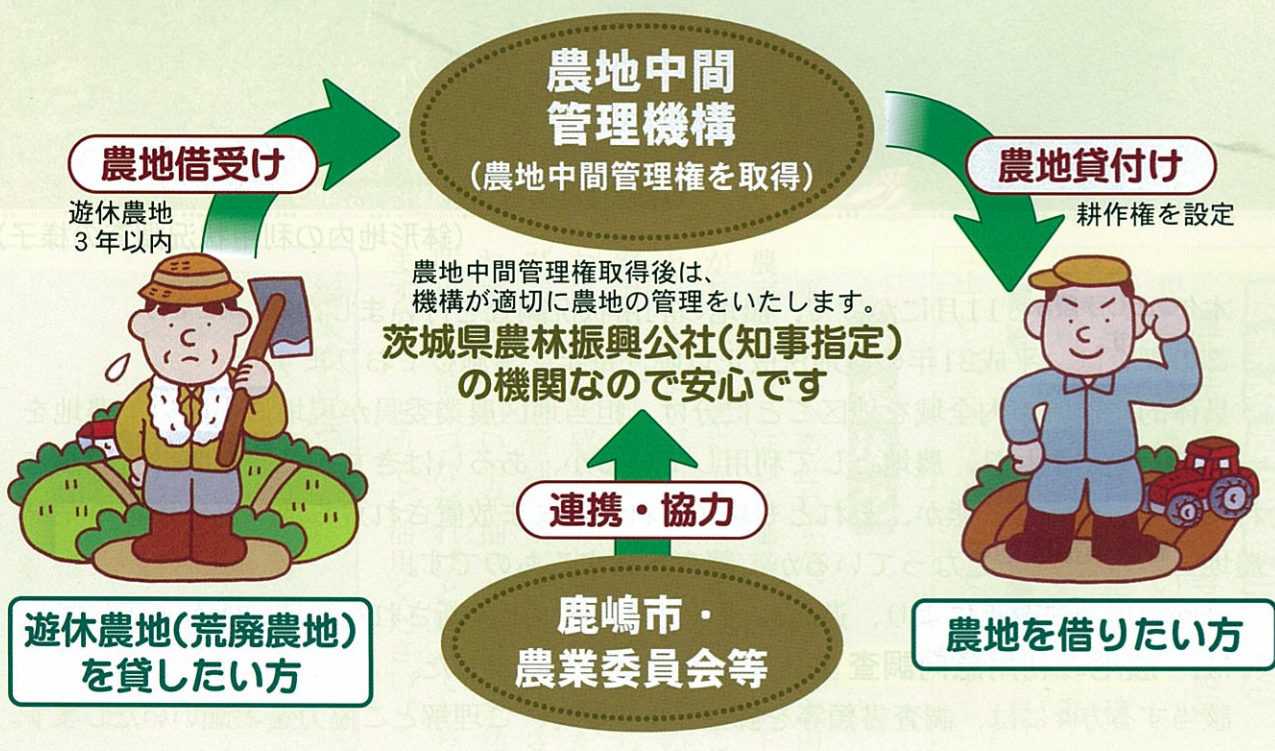 農地中間
管理機構
(農地中間管理権を取得)
農地借受け
遊休農地
3年以内
農地貸付け
耕作権を設定
農地中間管理権取得後は、
機構が適切に農地の管理をいたします。
茨城県農林振興公社(知事指定)
の機関なので安心です
連携・協力
鹿嶋市・
農業委員会等
遊休農地(荒廃農地)
を貸したい方
農地を借りたい方